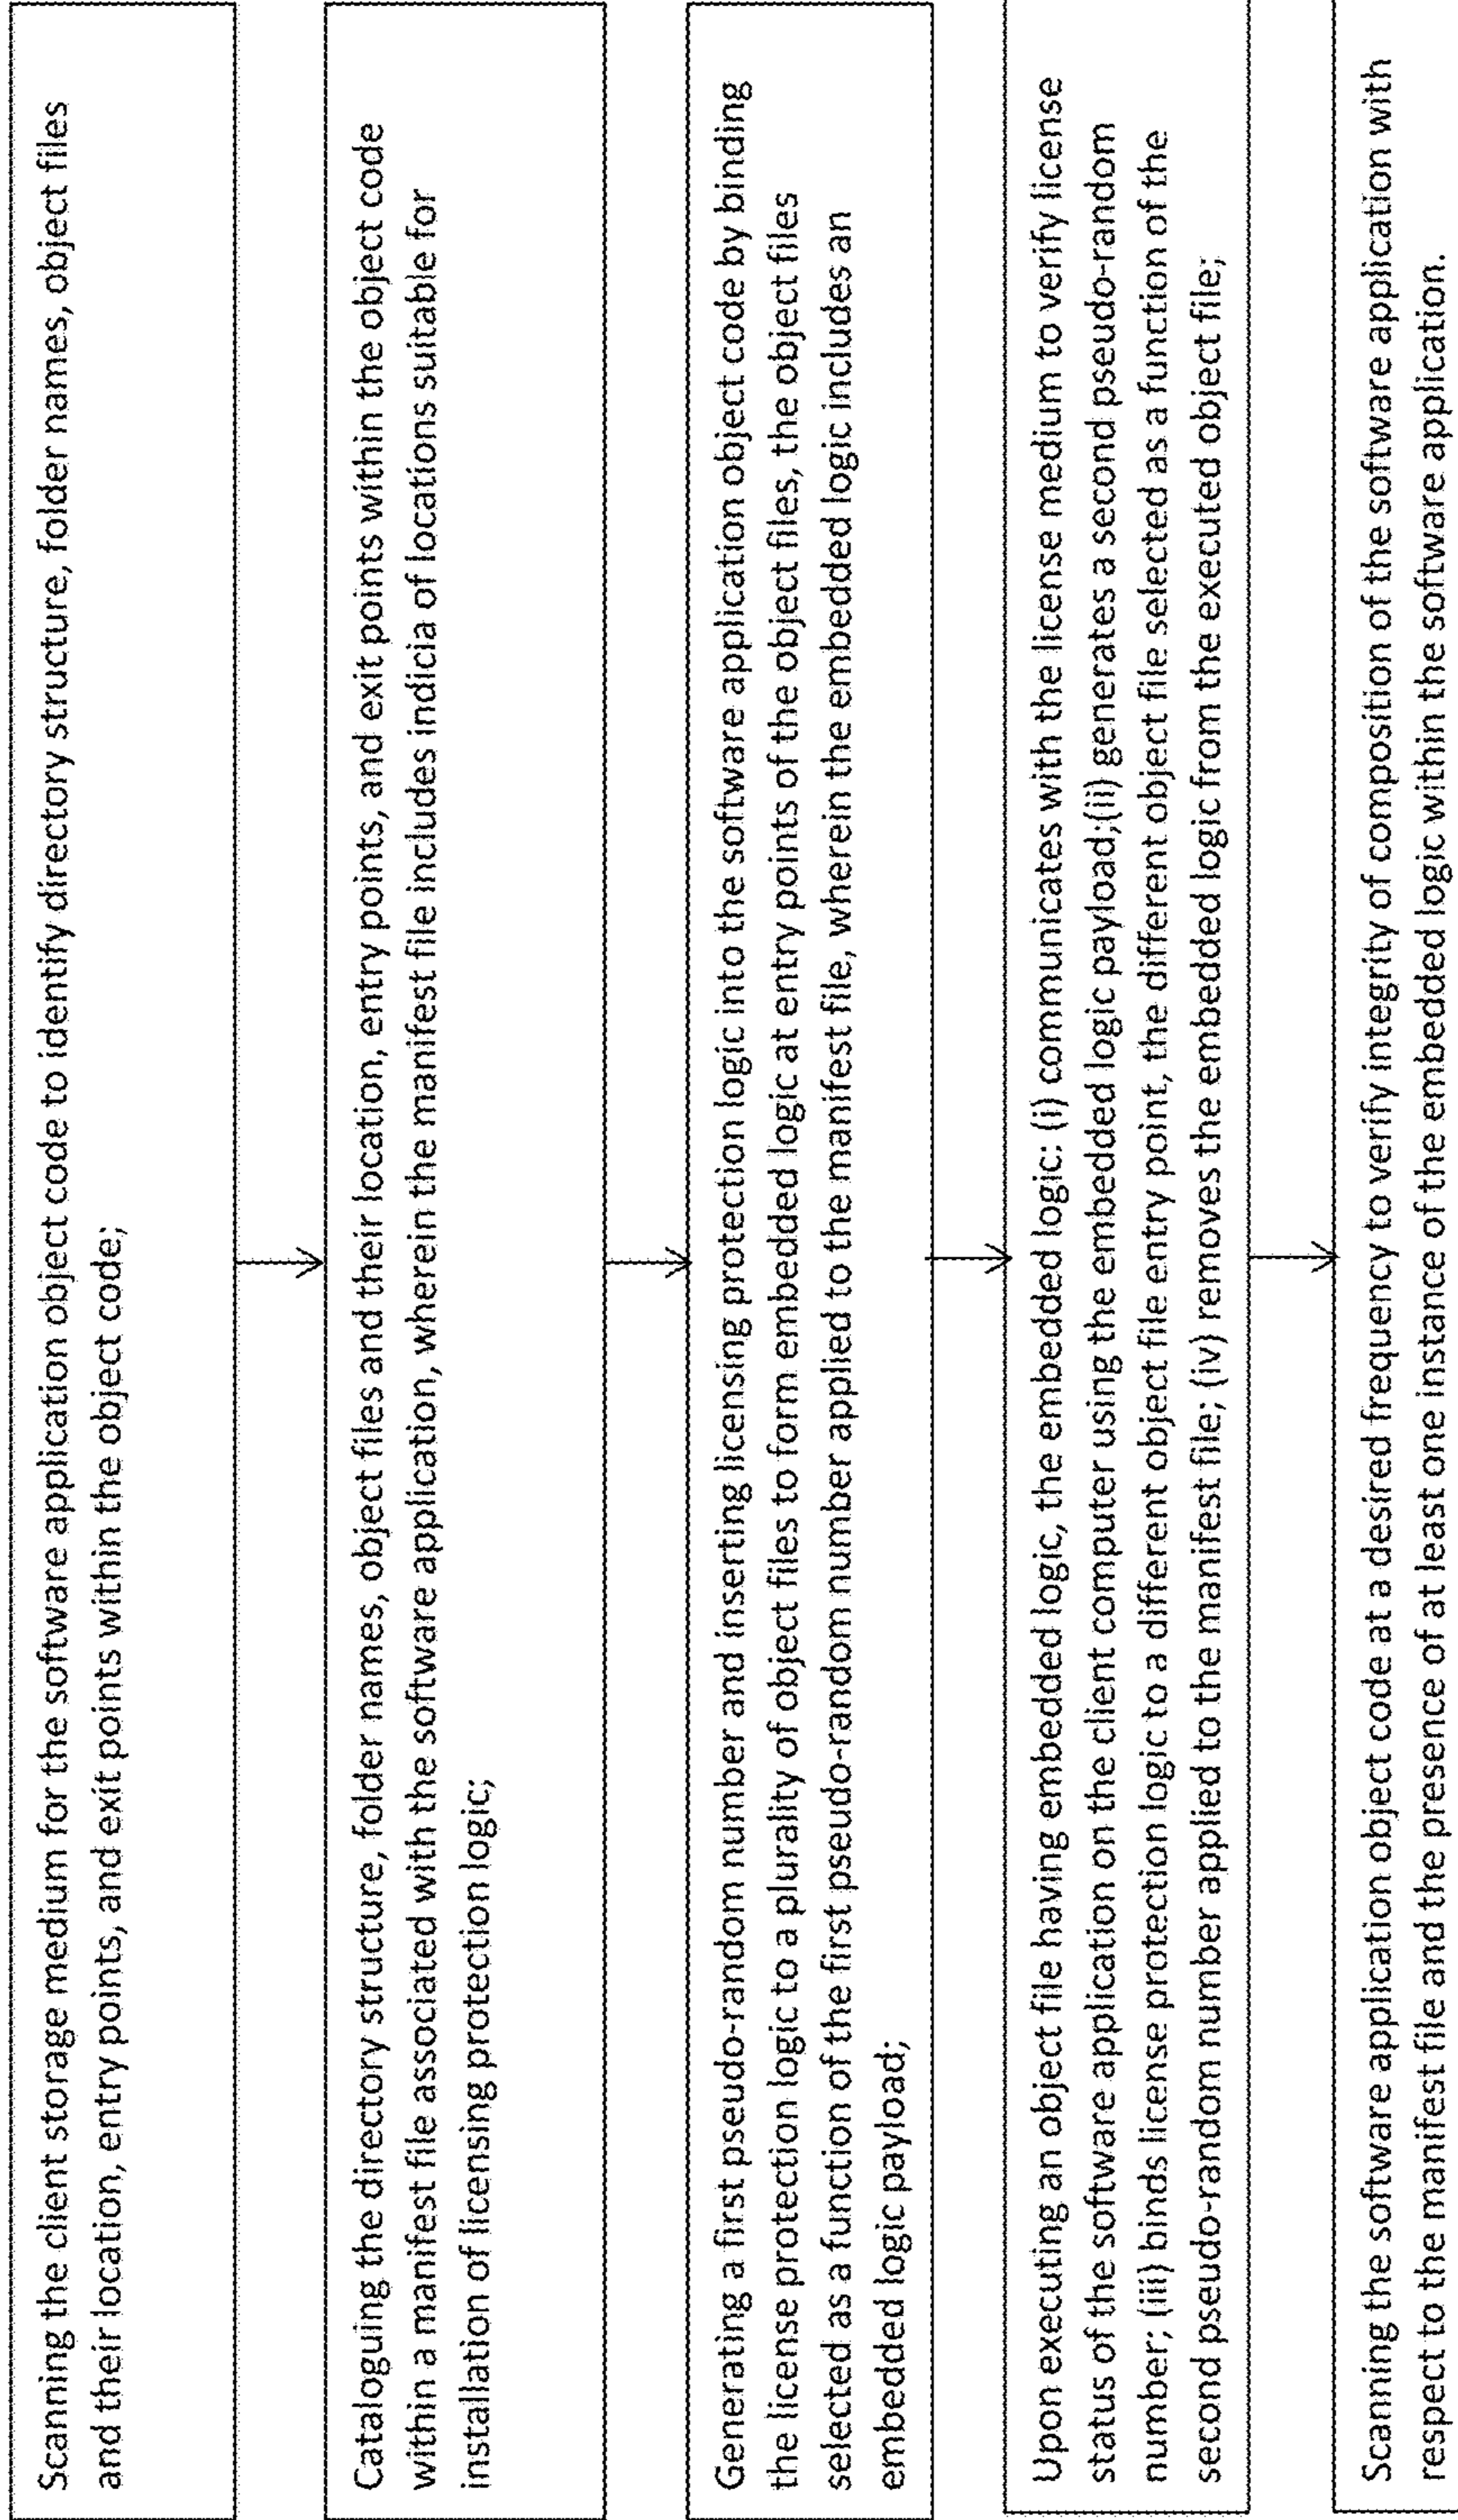 Scanning the client storage medium for the software application object code to identify directory structure, folder names, object files
and their location, entry points, and exit points within the object code;
Cataloguing the directory structure, folder names, object files and their location, entry points, and exit points within the object code
within a manifest file associated with the software application, wherein the manifest file includes indicia of locations suitable for
installation of licensing protection logic;
Generating a first pseudo-random number and inserting licensing protection logic into the software application object code by binding
the license protection logic to a plurality of object files to form embedded logic at entry points of the object files, the object files
selected as a function of the first pseudo-random number applied to the manifest file, wherein the embedded logic includes an
embedded logic payload;
Upon executing an object file having embedded logic, the embedded logic: (i) communicates with the license medium to verify license
status of the software application on the client computer using the embedded logic payload;(ii) generates a second pseudo-random
number; (iii) binds license protection logic to a different object file entry point, the different object file selected as a function of the
second pseudo-random number applied to the manifest file; (iv) removes the embedded logic from the executed object file;
Scanning the software application object code at a desired frequency to verify integrity of composition of the software application with
respect to the manifest file and the presence of at least one instance of the embedded logic within the software application.